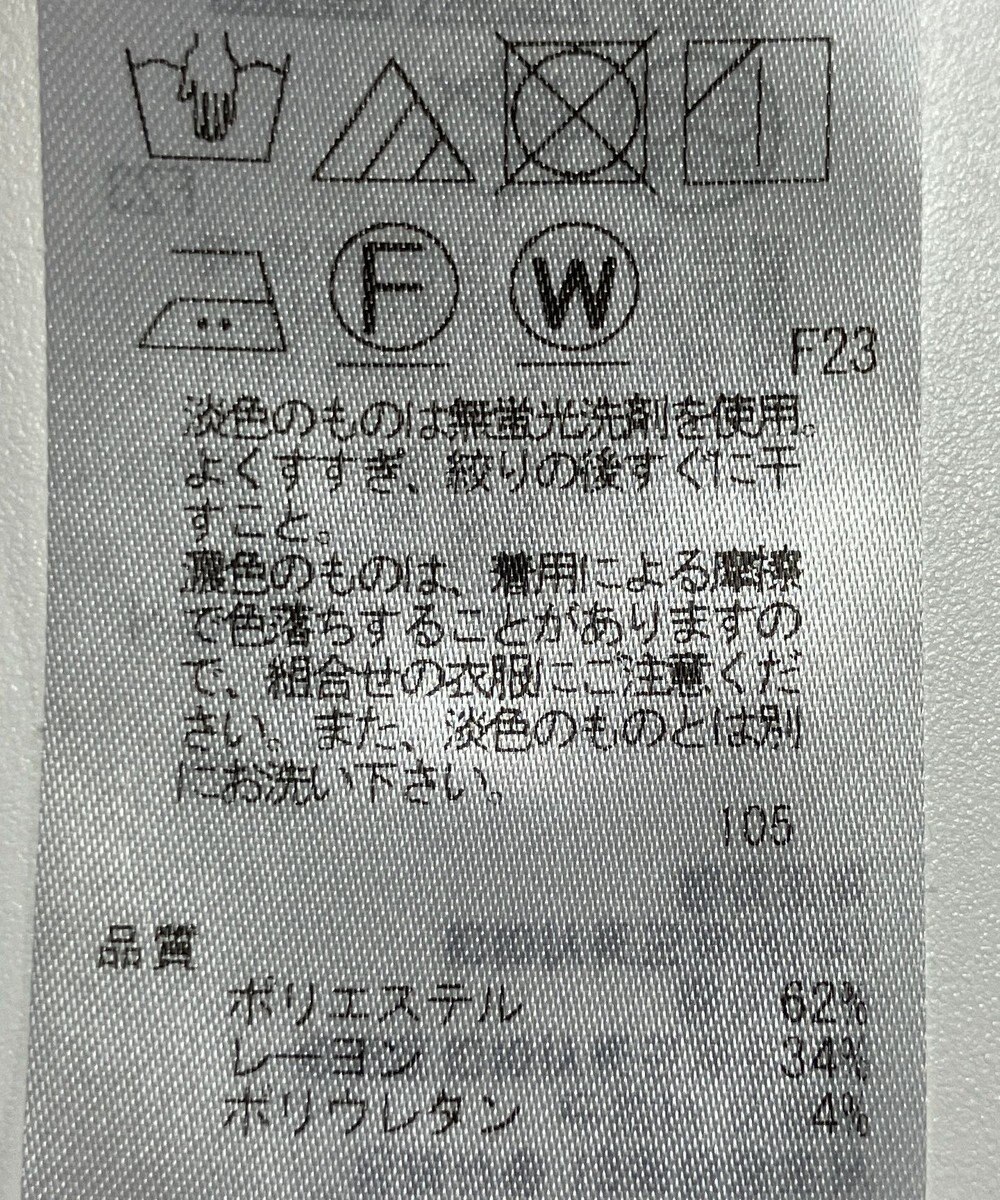 F
W
F23
淡色のものは無蛍光洗剤を使用。
よくすすぎ、絞りの後すぐに干
すこと。
濃色のものは、着用による摩擦
で色落ちすることがありますの
で、組合せの衣服にご注意くだ
さい。また、淡色のものとは別
にお洗い下さい。
105
品質
ポリエステル 62%
レーヨン 34%
ポリウレタン 4%